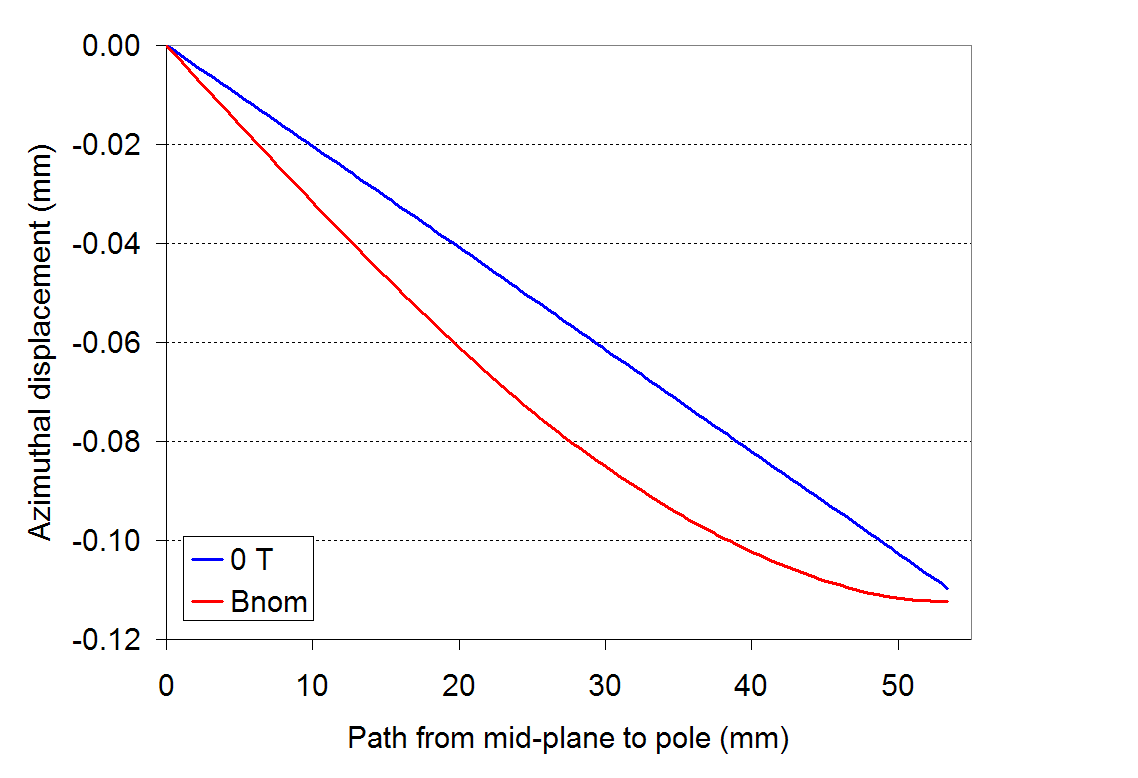 0.00
-0.02
-0.04
-0.06
-0.08
-0.10
-0.12
Azimuthal displacement (mm)
0 T
Bnom
0 10 20 30 40 50
Path from mid-plane to pole (mm)